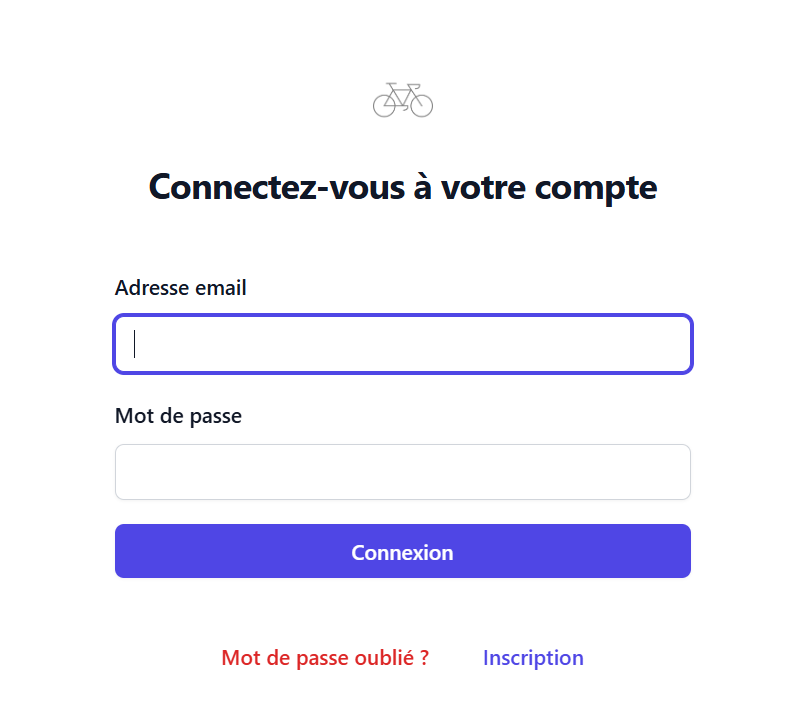 Connectez-vous à votre compte
Adresse email
Mot de passe
Connexion
Mot de passe oublié ? Inscription